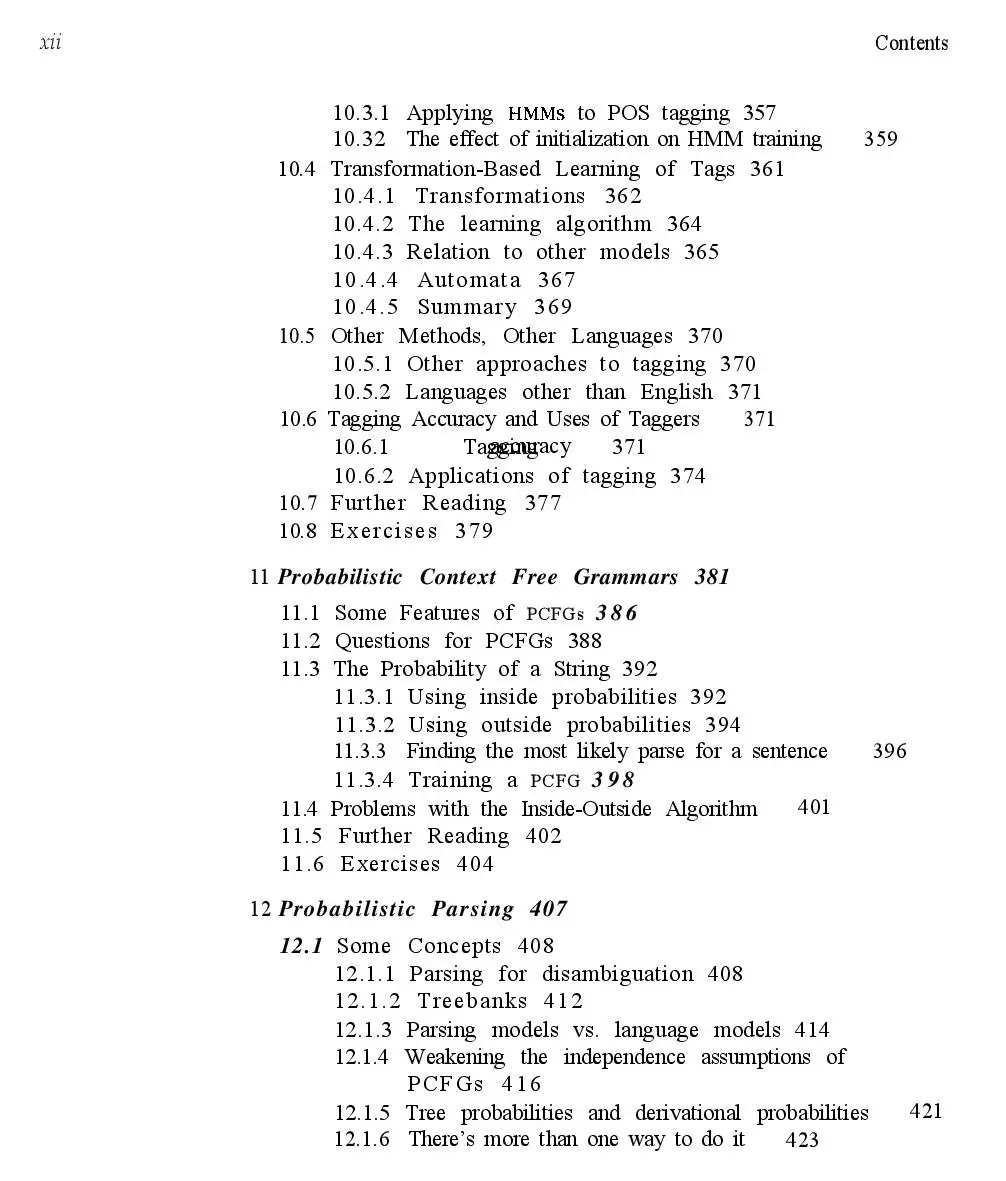 xii
Contents
10.3.1 Applying HMMs to POS tagging 357
10.32 The effect of initialization on HMM training 359
10.4 Transformation-Based Learning of Tags 361
10.4.1 Transformations 362
10.4.2 The learning algorithm 364
10.4.3 Relation to other models 365
10.4.4 Automata 367
10.4.5 Summary 369
10.5 Other Methods, Other Languages 370
10.5.1 Other approaches to tagging 370
10.5.2 Languages other than English 371
10.6 Tagging Accuracy and Uses of Taggers 371
10.6.1 Tagging accuracy 371
10.6.2 Applications of tagging 374
10.7 Further Reading 377
10.8 Exercises 379
11 Probabilistic Context Free Grammars 381
11.1 Some Features of PCFGs 386
11.2 Questions for PCFGs 388
11.3 The Probability of a String 392
11.3.1 Using inside probabilities 392
11.3.2 Using outside probabilities 394
11.3.3 Finding the most likely parse for a sentence 396
11.3.4 Training a PCFG 398
11.4 Problems with the Inside-Outside Algorithm 401
11.5 Further Reading 402
11.6 Exercises 404
12 Probabilistic Parsing 407
12.1 Some Concepts 408
12.1.1 Parsing for disambiguation 408
12.1.2 Treebanks 412
12.1.3 Parsing models vs. language models 414
12.1.4 Weakening the independence assumptions of
PCFGs 416
12.1.5 Tree probabilities and derivational probabilities 421
12.1.6 There's more than one way to do it 423